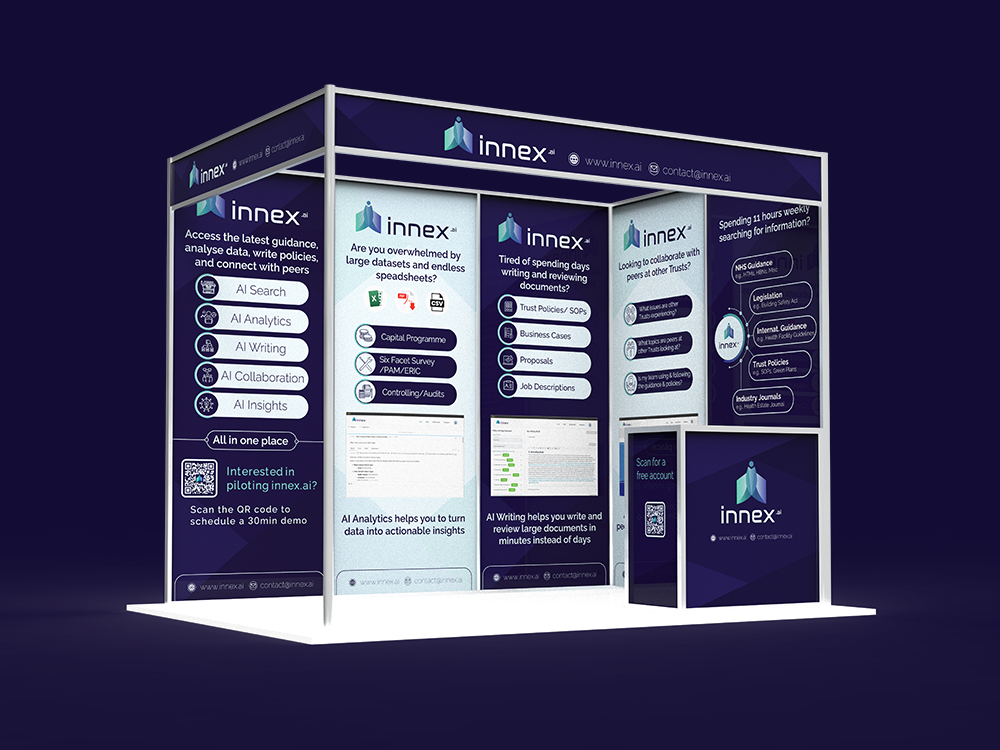 innex.ai
www.innex.ai
contact@innex.ai
innex.ai
www.innex.ai
contact@innex.ai
innex.ai
Access the latest guidance,
analyse data, write policies,
and connect with peers
AI Search
AI Analytics
AI Writing
AI Collaboration
AI Insights
All in one place
Interested in
piloting innex.ai?
Scan the QR code to
schedule a 30min demo
www.innex.ai
contact@innex.ai
innex.ai
Are you overwhelmed by
large datasets and endless
speadsheets?
PDF
CSV
Capital Programme
Six Facet Survey
/PAM/ERIC
Controlling/Audits
AI Analytics helps you to turn
data into actionable insights
www.innex.ai
contact@innex.ai
innex.ai
Tired of spending days
writing and reviewing
documents?
Trust Policies/ SOPs
Business Cases
Proposals
Job Descriptions
AI Writing helps you write and
review large documents in
minutes instead of days
www.innex.ai
contact@innex.ai
innex.ai
Looking to collaborate with
peers at other Trusts?
What issues are other
Trusts experiencing?
What topics are peers
at other Trusts looking at?
Is my team using & following
the guidance & policies?
Spending 11 hours weekly
searching for information?
NHS Guidance
e.g. HTMs, HBNs, Misc
Legislation
e.g. Building Safety Act
Internat. Guidance
e.g. Health Facility Guidelines
Trust Policies
e.g. SOPs, Green Plans
Industry Journals
e.g. Health Estate Journal
innex
Scan for a
free account
innex.ai
www.innex.ai
contact@innex.ai